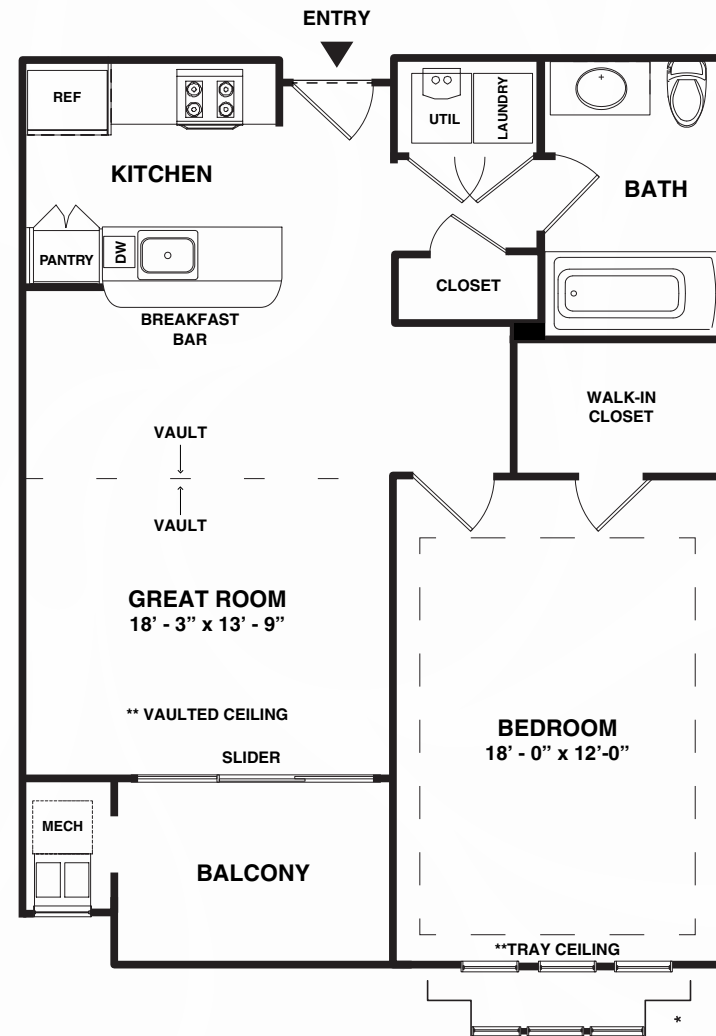 ENTRY
REF
UTIL
LAUNDRY
KITCHEN
BATH
PANTRY
DW
CLOSET
BREAKFAST
BAR
WALK-IN
CLOSET
VAULT
VAULT
GREAT ROOM
18’ - 3” x 13’ - 9”
** VAULTED CEILING
BEDROOM
18’ - 0” x 12’-0”
SLIDER
MECH
BALCONY
**TRAY CEILING
*